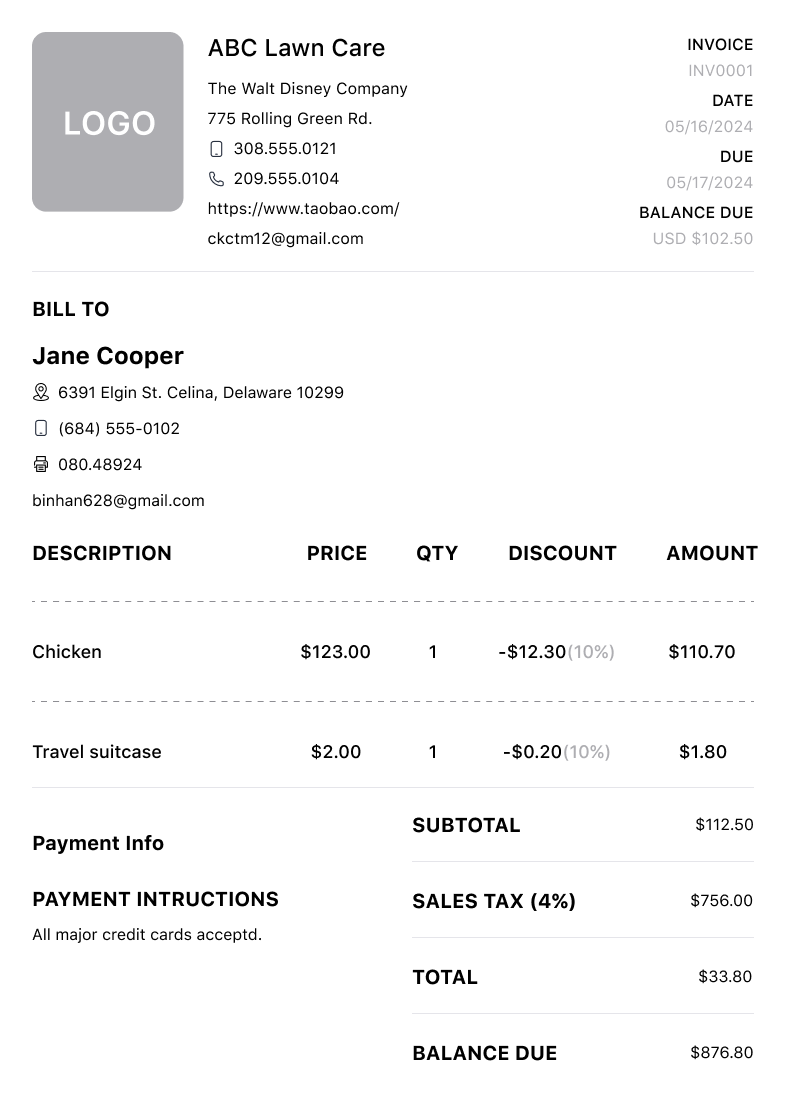 LOGO
ABC Lawn Care
The Walt Disney Company
775 Rolling Green Rd.
308.555.0121
209.555.0104
https://www.taobao.com/
ckctm12@gmail.com
INVOICE
INV0001
DATE
05/16/2024
DUE
05/17/2024
BALANCE DUE
USD $102.50
BILL TO
Jane Cooper
6391 Elgin St. Celina, Delaware 10299
(684) 555-0102
080.48924
binhan628@gmail.com
DESCRIPTION PRICE QTY DISCOUNT AMOUNT
Chicken $123.00 1 -$12.30(10%) $110.70
Travel suitcase $2.00 1 -$0.20(10%) $1.80
Payment Info
PAYMENT INTRUCTIONS
All major credit cards acceptd.
SUBTOTAL $112.50
SALES TAX (4%) $756.00
TOTAL $33.80
BALANCE DUE $876.80